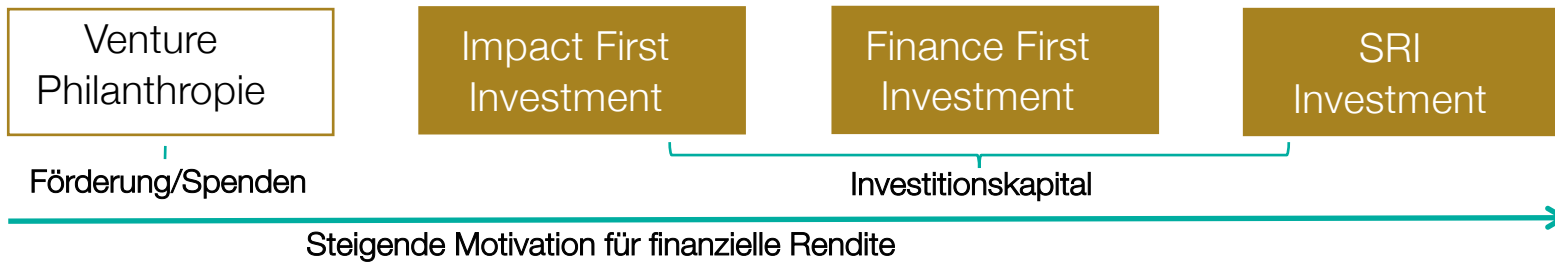 Venture
Philanthropie
Impact First
Investment
Finance First
Investment
SRI
Investment
Förderung/Spenden
Investitionskapital
Steigende Motivation für finanzielle Rendite